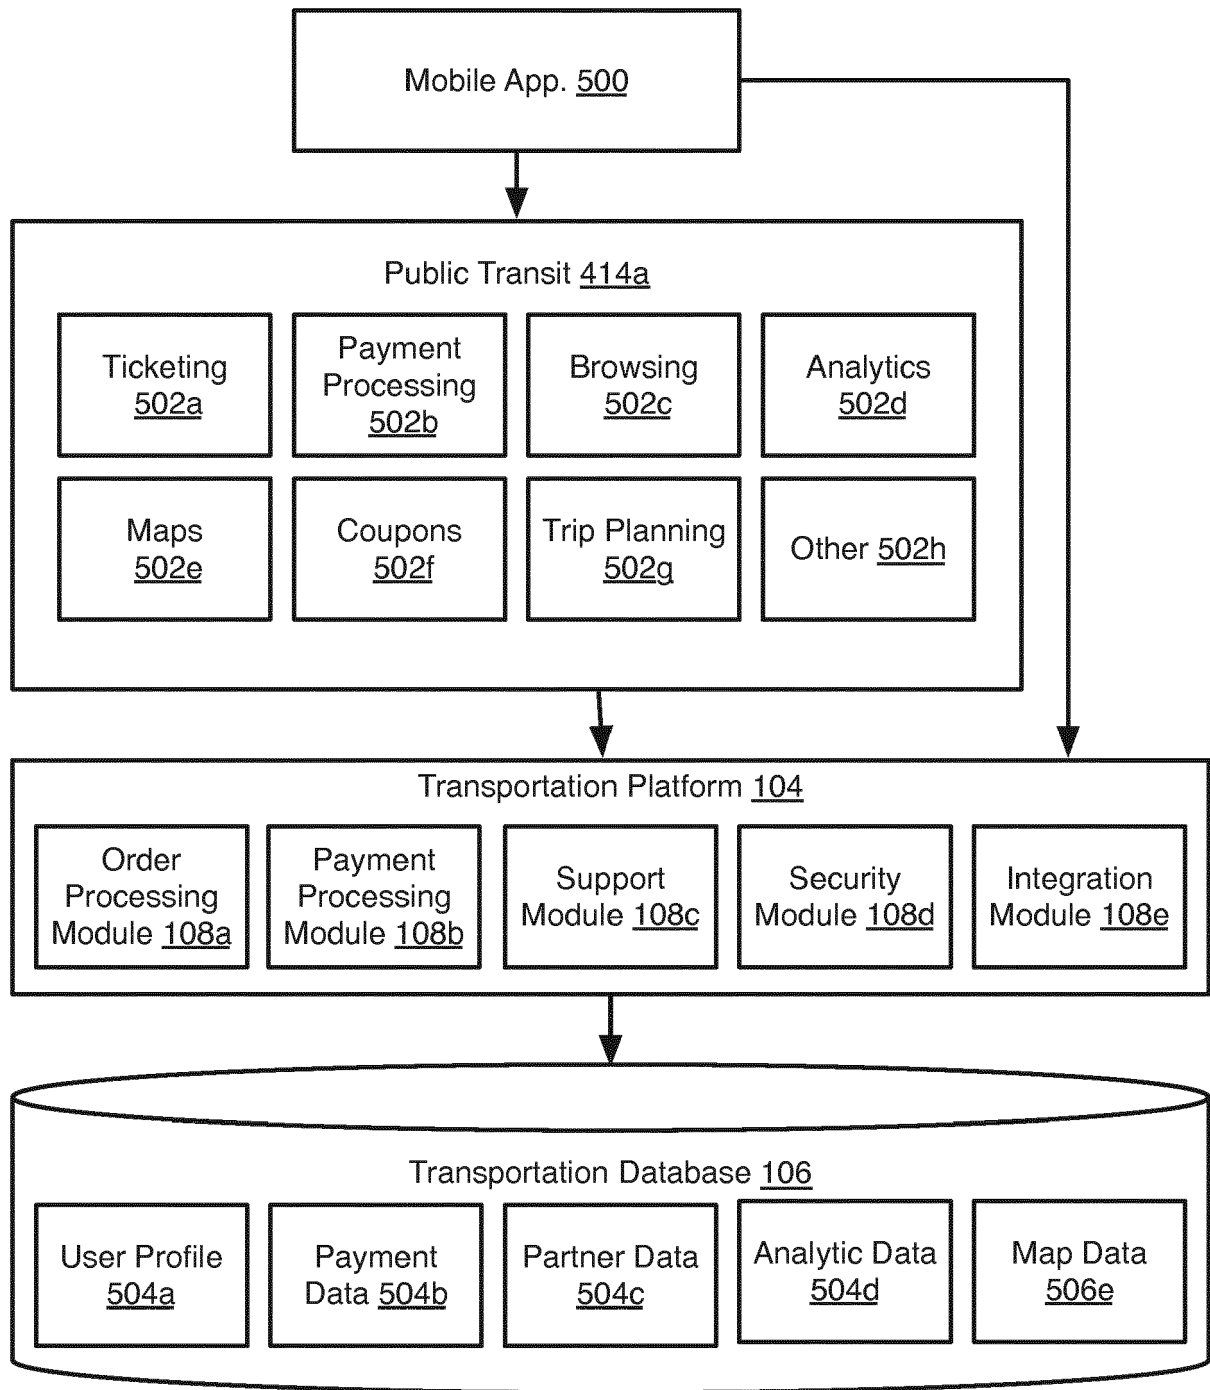 Mobile App. 500
Public Transit 414a
Ticketing
502a
Payment
Processing
502b
Browsing
502c
Analytics
502d
Maps
502e
Coupons
502f
Trip Planning
502g
Other 502h
Transportation Platform 104
Order
Processing
Module 108a
Payment
Processing
Module 108b
Support
Module 108c
Security
Module 108d
Integration
Module 108e
Transportation Database 106
User Profile
504a
Payment
Data 504b
Partner Data
504c
Analytic Data
504d
Map Data
506e